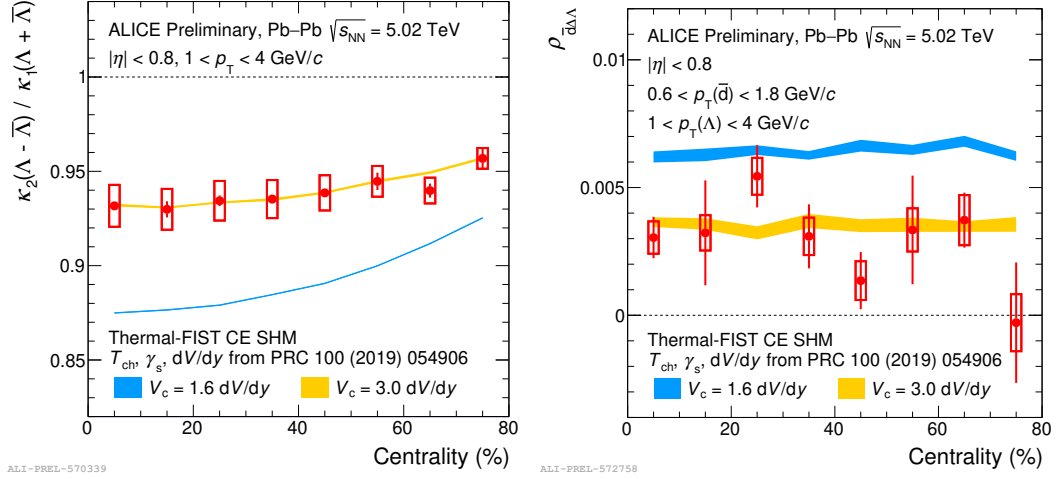 κ₂(Λ - Λ̅) / κ₁(Λ + Λ̅)
ALICE Preliminary, Pb–Pb √sNN = 5.02 TeV
|η| < 0.8, 1 < pT < 4 GeV/c
1
0.95
0.9
0.85
Thermal-FIST CE SHM
Tch, γs, dV/dy from PRC 100 (2019) 054906
Vc = 1.6 dV/dy
Vc = 3.0 dV/dy
0 20 40 60 80
Centrality (%)
ALI-PREL-570339
ρd̅ΔΛ
ALICE Preliminary, Pb–Pb √sNN = 5.02 TeV
|η| < 0.8
0.6 < pT(d̅) < 1.8 GeV/c
1 < pT(Λ) < 4 GeV/c
0.01
0.005
0
Thermal-FIST CE SHM
Tch, γs, dV/dy from PRC 100 (2019) 054906
Vc = 1.6 dV/dy
Vc = 3.0 dV/dy
0 20 40 60 80
Centrality (%)
ALI-PREL-572758